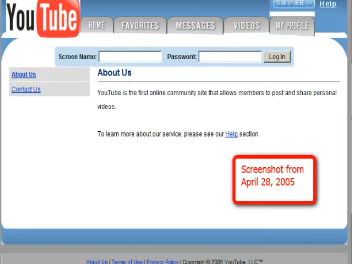 YouTube
SIGN UP HERE >> | Help
HOME FAVORITES MESSAGES VIDEOS MY PROFILE
Screen Name: Password: Log In
About Us
Contact Us
About Us
YouTube is the first online community site that allows members to post and share personal
videos.
To learn more about our service, please see our Help section.
Screenshot from
April 28, 2005
About Us | Terms of Use | Privacy Policy | Copyright © 2005 YouTube, LLC™